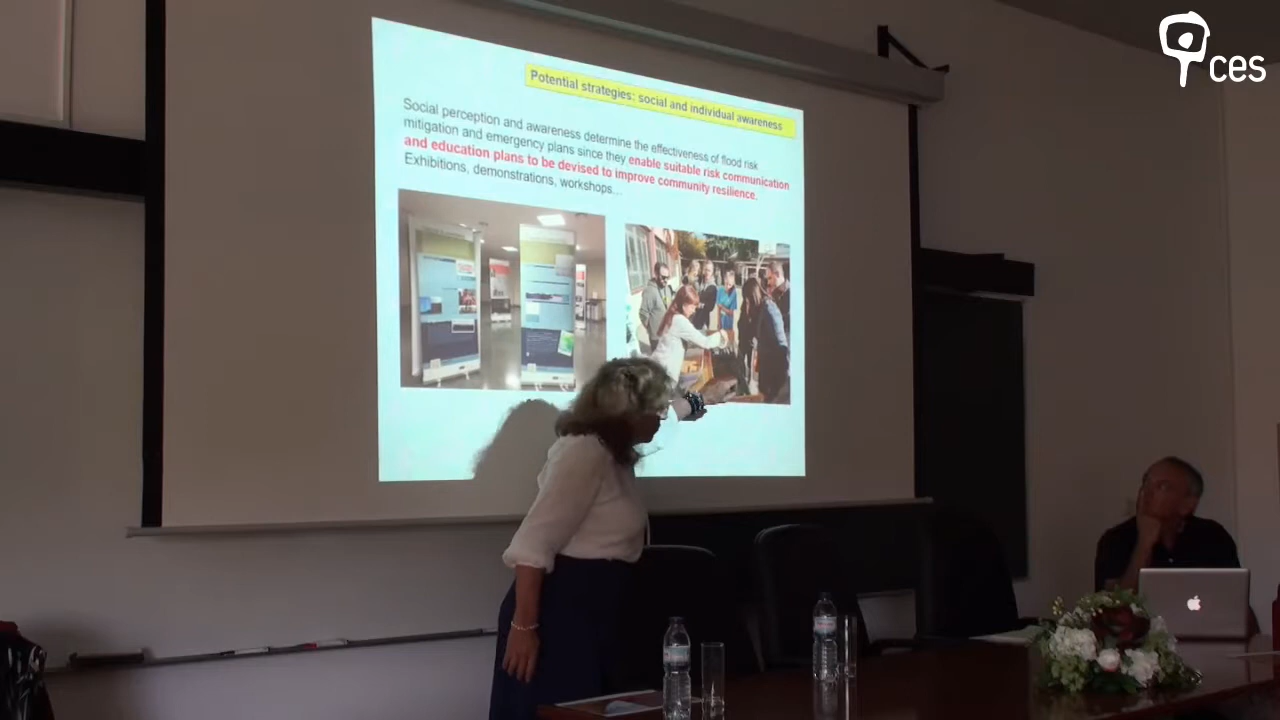 ces
Potential strategies: social and individual awareness
Social perception and awareness determine the effectiveness of flood risk
mitigation and emergency plans since they enable suitable risk communication
and education plans to be devised to improve community resilience.
Exhibitions, demonstrations, workshops...